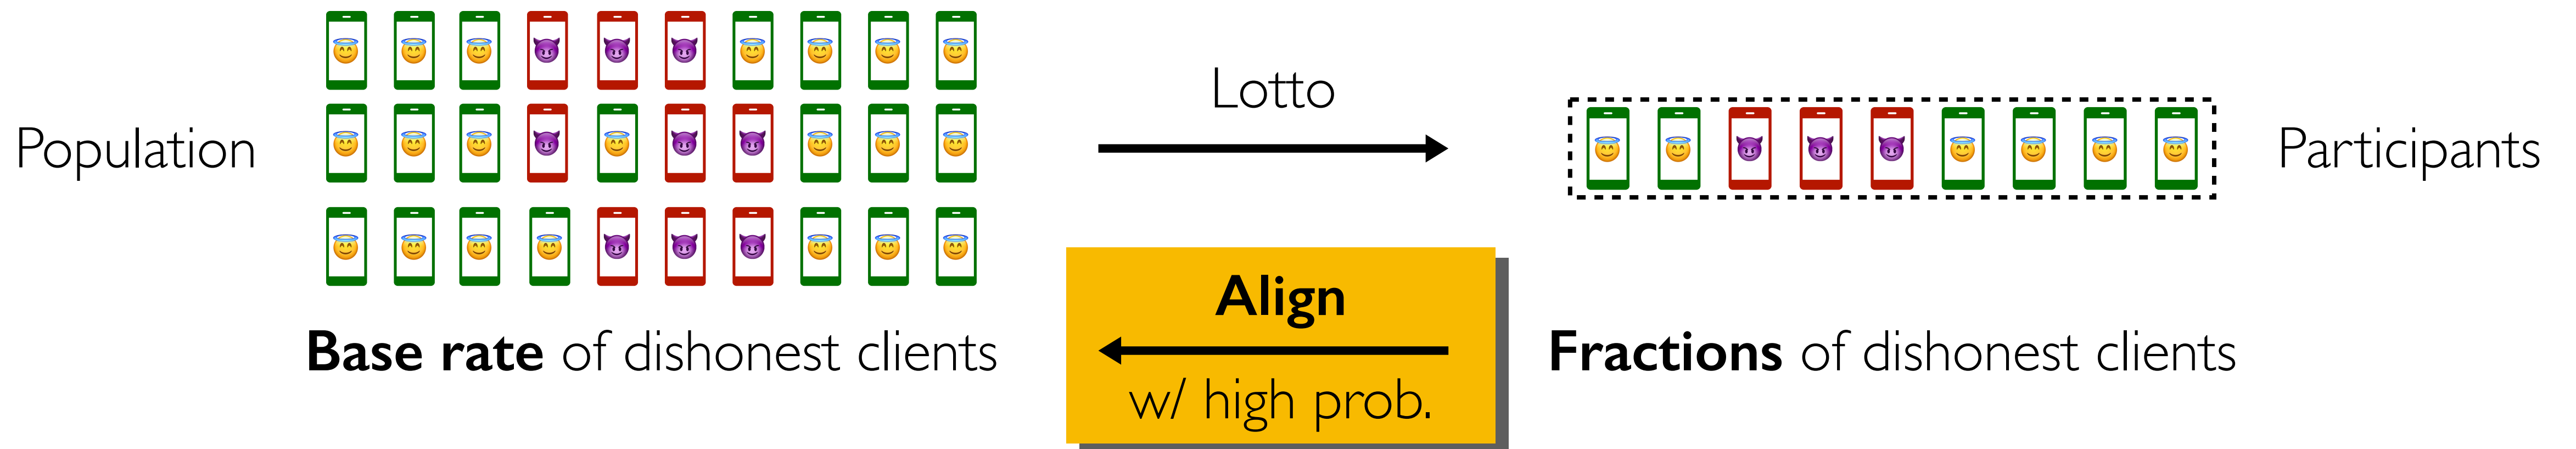 Population
Lotto
Participants
Base rate of dishonest clients
Align
w/ high prob.
Fractions of dishonest clients